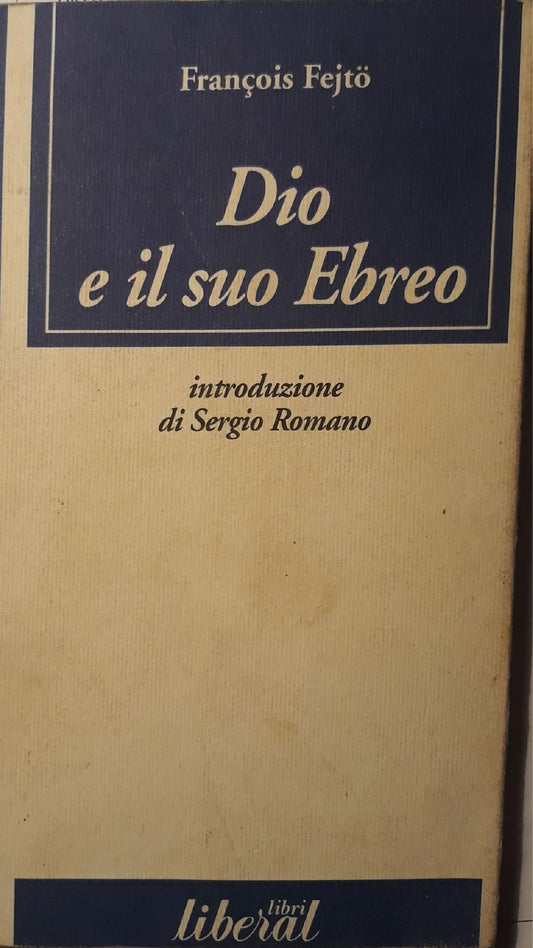 François Fejtö
Dio
e il suo Ebreo
introduzione
di Sergio Romano
libri
liberal